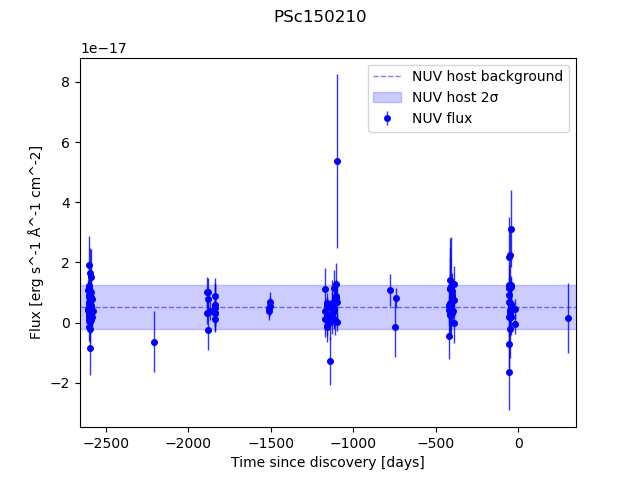 PSc150210
1e−17
NUV host background
NUV host 2σ
NUV flux
8
6
4
2
0
−2
Flux [erg s^-1 Å^-1 cm^-2]
−2500 −2000 −1500 −1000 −500 0
Time since discovery [days]